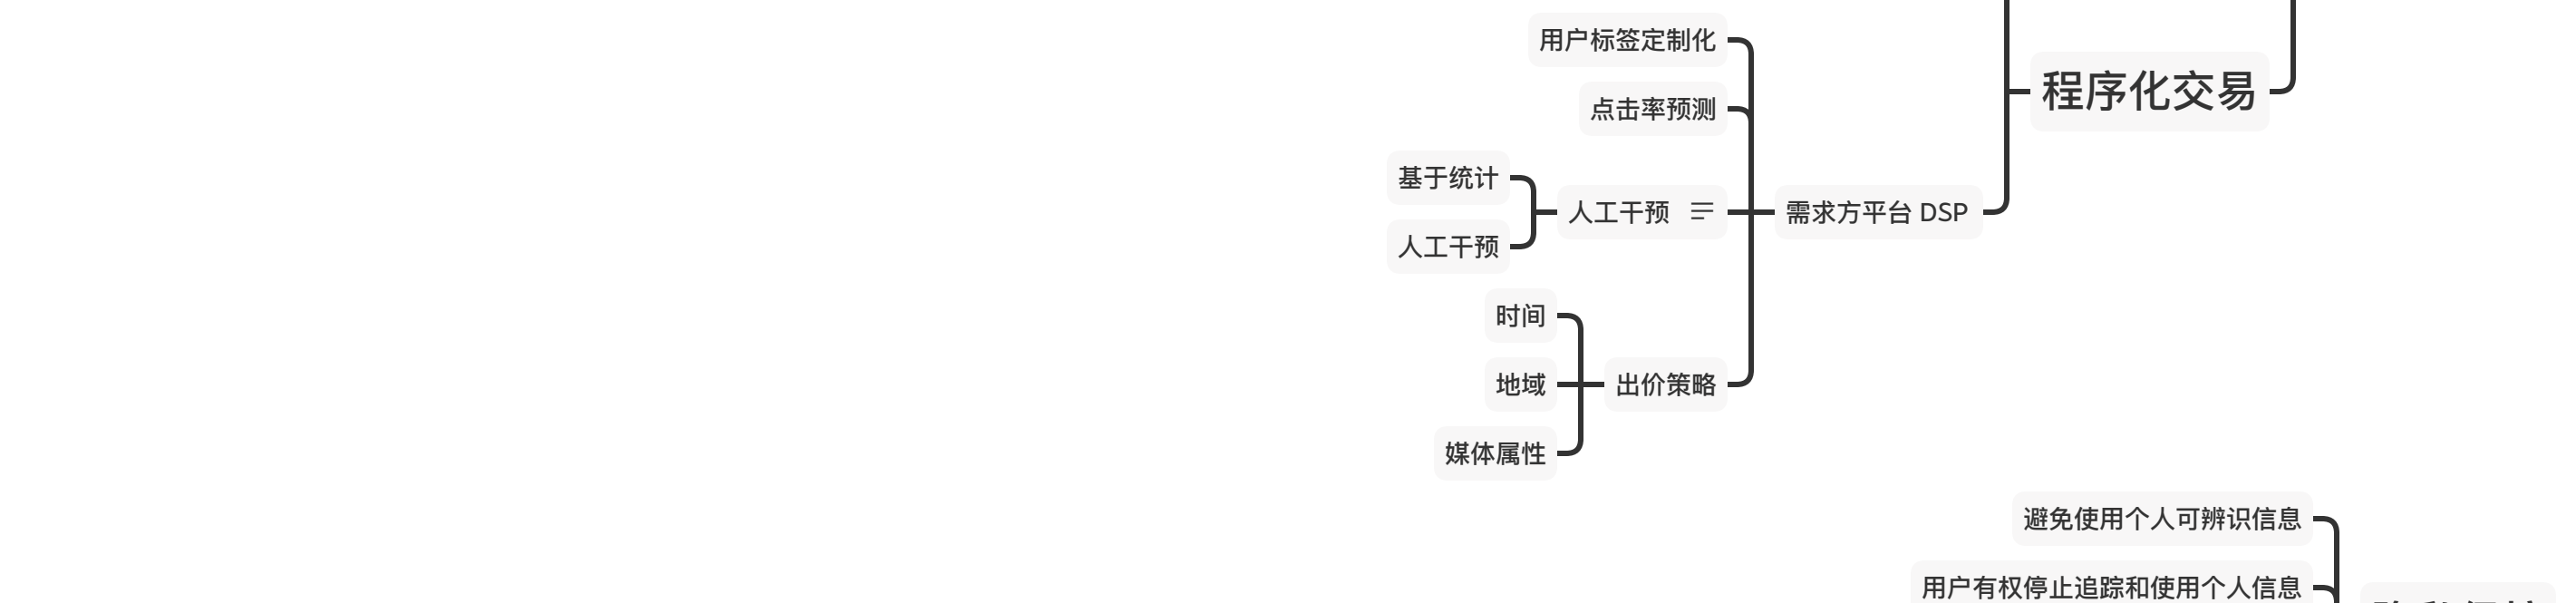 用户标签定制化
程序化交易
点击率预测
基于统计
人工干预
需求方平台 DSP
人工干预
时间
地域
出价策略
媒体属性
避免使用个人可辨识信息
用户有权停止追踪和使用个人信息